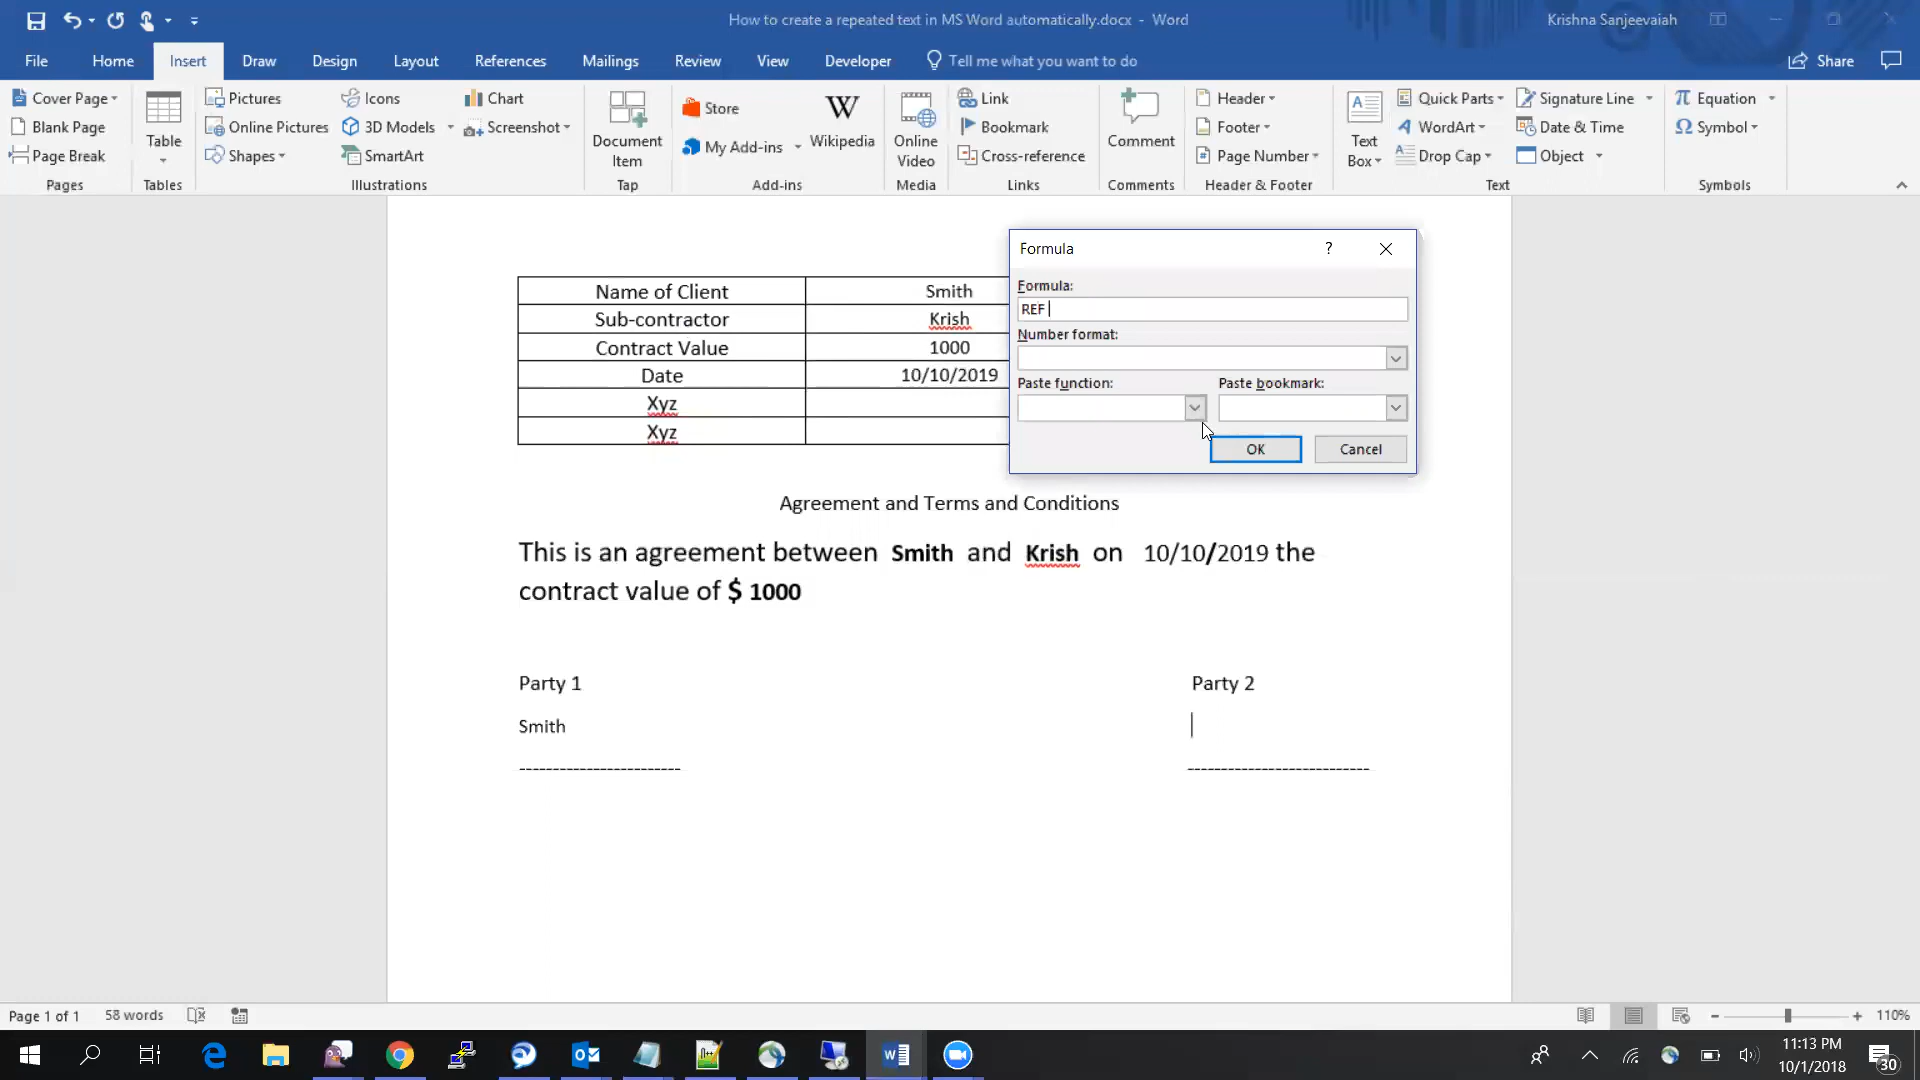 How to create a repeated text in MS Word automatically.docx - Word
Krishna Sanjeevaiah
File Home Insert Draw Design Layout References Mailings Review View Developer Tell me what you want to do Share
Cover Page
Blank Page
Page Break
Pages
Table
Tables
Pictures
Online Pictures
Shapes
Icons
3D Models
SmartArt
Chart
Screenshot
Illustrations
Document
Item
Tap
Store
My Add-ins
W
Wikipedia
Add-ins
Online
Video
Media
Link
Bookmark
Cross-reference
Links
Comment
Comments
Header
Footer
Page Number
Header & Footer
A
Text
Box
Quick Parts
WordArt
Drop Cap
Signature Line
Date & Time
Object
Text
π Equation
Ω Symbol
Symbols
Name of Client Smith
Sub-contractor Krish
Contract Value 1000
Date 10/10/2019
Xyz
Xyz
Formula ?
Formula:
REF
Number format:
Paste function: Paste bookmark:
OK Cancel
Agreement and Terms and Conditions
This is an agreement between Smith and Krish on 10/10/2019 the
contract value of $ 1000
Party 1 Party 2
Smith
------------------------ ---------------------------
Page 1 of 1 58 words 110%
11:13 PM
10/1/2018
30